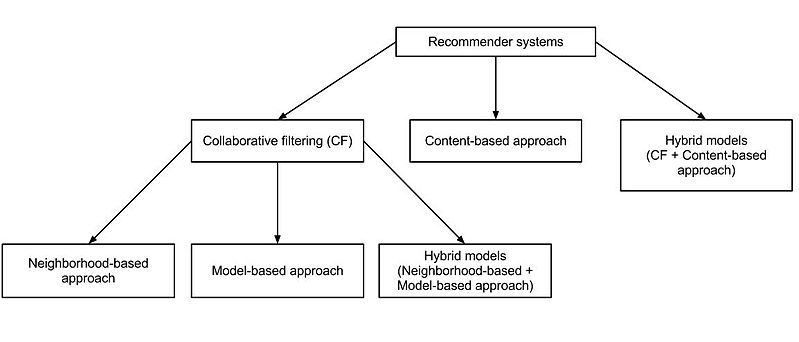 Recommender systems
Collaborative filtering (CF)
Content-based approach
Hybrid models
(CF + Content-based
approach)
Neighborhood-based
approach
Model-based approach
Hybrid models
(Neighborhood-based +
Model-based approach)